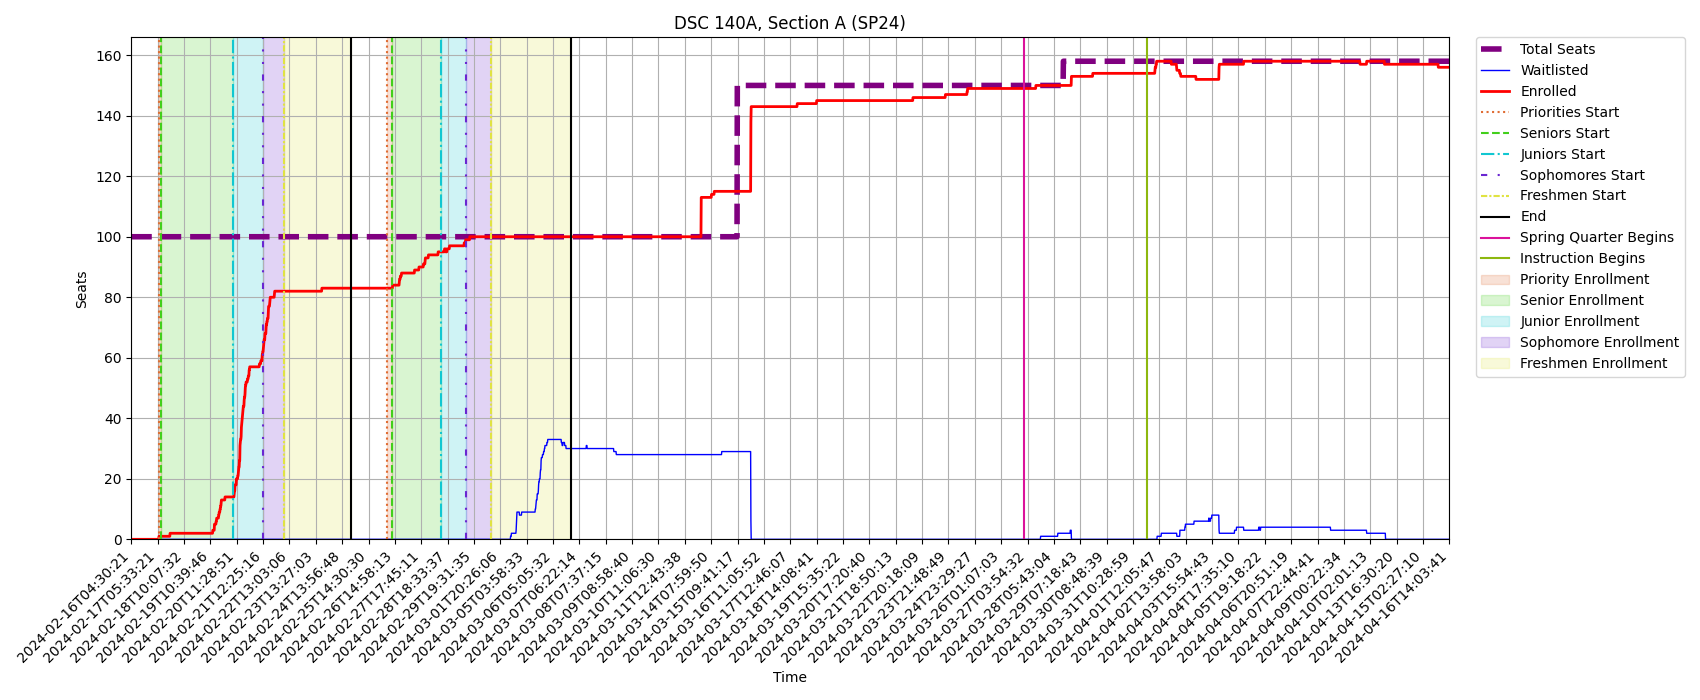 DSC 140A, Section A (SP24)
Seats
160
140
120
100
80
60
40
20
0
2024-02-16T04:30:21
2024-02-17T05:33:21
2024-02-18T10:07:32
2024-02-19T10:39:46
2024-02-20T11:28:51
2024-02-21T12:25:16
2024-02-22T13:03:06
2024-02-23T13:27:03
2024-02-24T13:56:48
2024-02-25T14:30:30
2024-02-26T14:58:13
2024-02-27T17:45:11
2024-02-28T18:33:37
2024-02-29T19:31:35
2024-03-01T20:26:06
2024-03-05T03:58:33
2024-03-06T05:05:32
2024-03-07T06:22:14
2024-03-08T07:37:15
2024-03-09T09:58:40
2024-03-10T11:06:30
2024-03-11T12:43:38
2024-03-14T07:59:50
2024-03-15T09:41:17
2024-03-16T11:05:52
2024-03-17T12:46:07
2024-03-18T14:08:41
2024-03-19T15:35:22
2024-03-20T17:20:40
2024-03-21T18:50:13
2024-03-22T20:18:09
2024-03-23T21:48:49
2024-03-24T23:29:27
2024-03-26T01:07:03
2024-03-27T03:54:32
2024-03-28T05:43:04
2024-03-29T07:18:43
2024-03-30T08:48:39
2024-03-31T10:28:59
2024-04-01T12:05:47
2024-04-02T13:58:03
2024-04-03T15:54:43
2024-04-04T17:35:10
2024-04-05T19:18:22
2024-04-06T20:51:19
2024-04-07T22:44:41
2024-04-09T00:22:34
2024-04-10T02:01:13
2024-04-13T16:30:20
2024-04-15T02:27:10
2024-04-16T14:03:41
Time
Total Seats
Waitlisted
Enrolled
Priorities Start
Seniors Start
Juniors Start
Sophomores Start
Freshmen Start
End
Spring Quarter Begins
Instruction Begins
Priority Enrollment
Senior Enrollment
Junior Enrollment
Sophomore Enrollment
Freshmen Enrollment